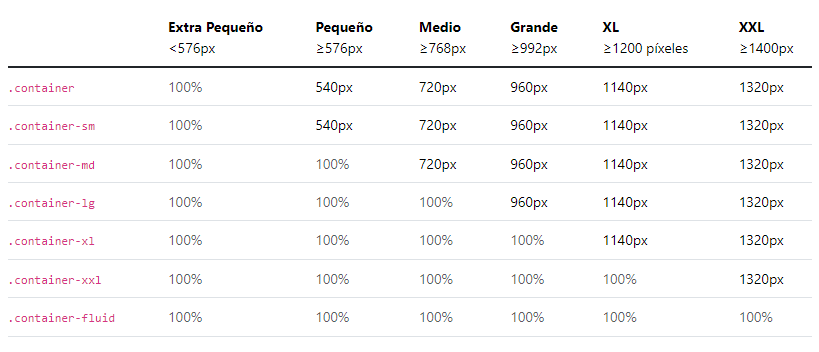 Extra Pequeño Pequeño Medio Grande XL XXL
<576px ≥576px ≥768px ≥992px ≥1200 píxeles ≥1400px
.container 100% 540px 720px 960px 1140px 1320px
.container-sm 100% 540px 720px 960px 1140px 1320px
.container-md 100% 100% 720px 960px 1140px 1320px
.container-lg 100% 100% 100% 960px 1140px 1320px
.container-xl 100% 100% 100% 100% 1140px 1320px
.container-xxl 100% 100% 100% 100% 100% 1320px
.container-fluid 100% 100% 100% 100% 100% 100%